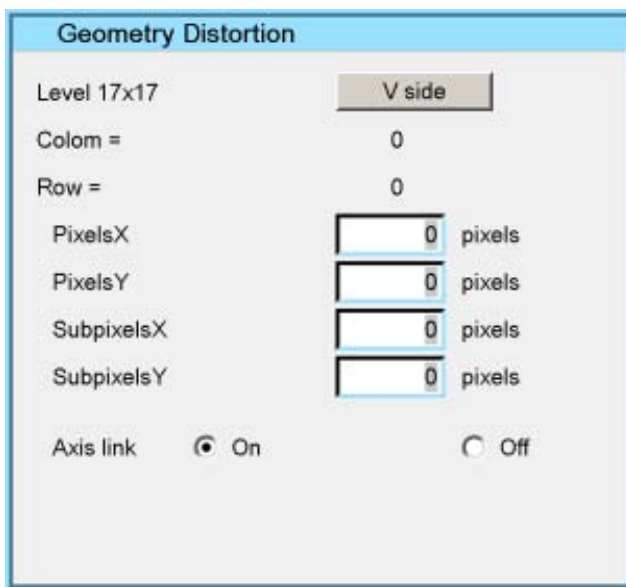 Geometry Distortion
Level 17x17 V side
Colom = 0
Row = 0
PixelsX 0 pixels
PixelsY 0 pixels
SubpixelsX 0 pixels
SubpixelsY 0 pixels
Axis link On Off